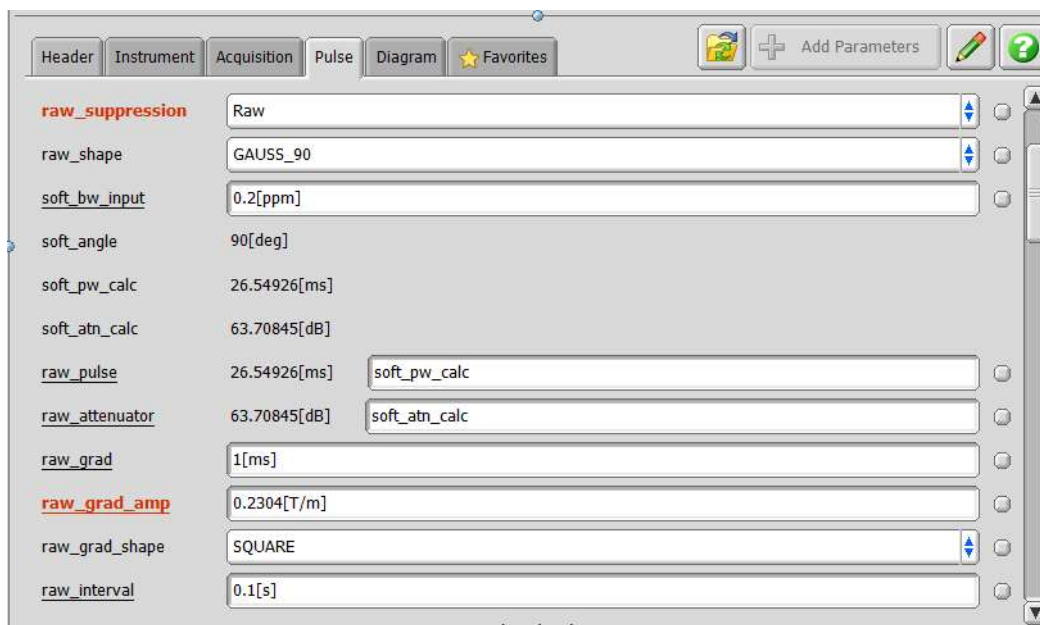 Header Instrument Acquisition Pulse Diagram Favorites Add Parameters
raw_suppression Raw
raw_shape GAUSS_90
soft_bw_input 0.2[ppm]
soft_angle 90[deg]
soft_pw_calc 26.54926[ms]
soft_atn_calc 63.70845[dB]
raw_pulse 26.54926[ms] soft_pw_calc
raw_attenuator 63.70845[dB] soft_atn_calc
raw_grad 1[ms]
raw_grad_amp 0.2304[T/m]
raw_grad_shape SQUARE
raw_interval 0.1[s]